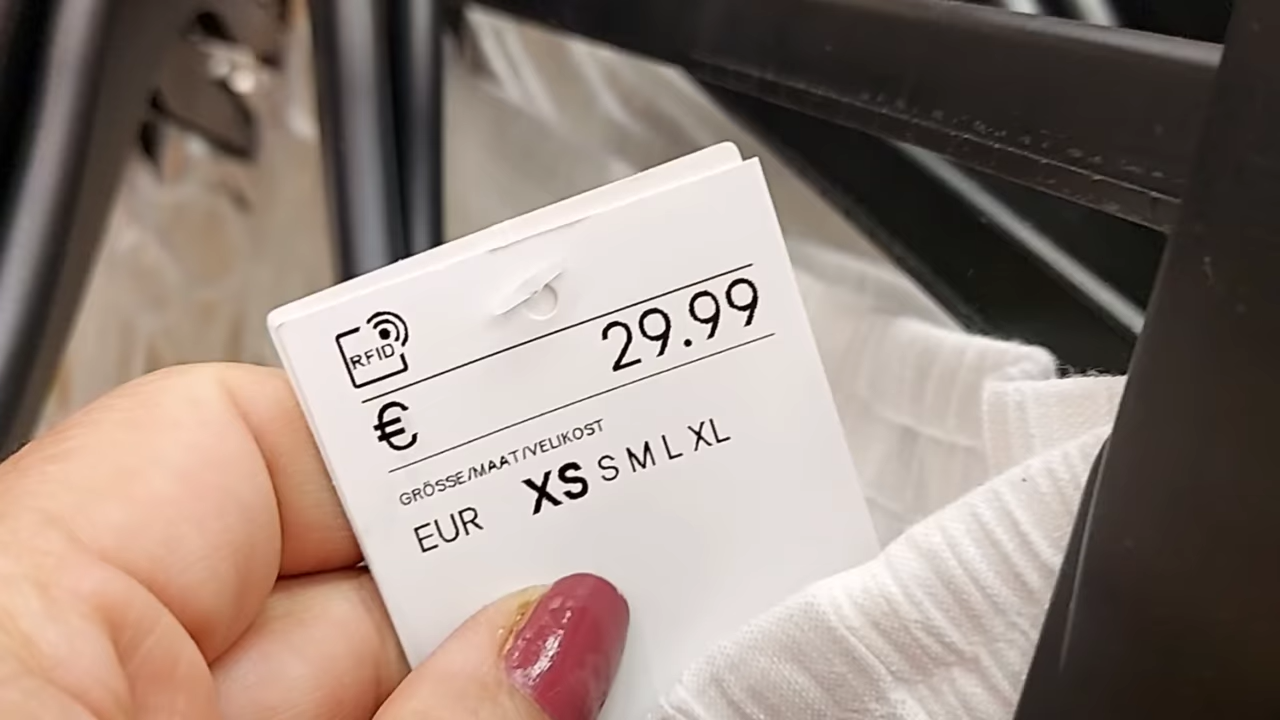 RFID
29.99
€
GRÖSSE/MAAT/VELIKOST
EUR XS S M L XL